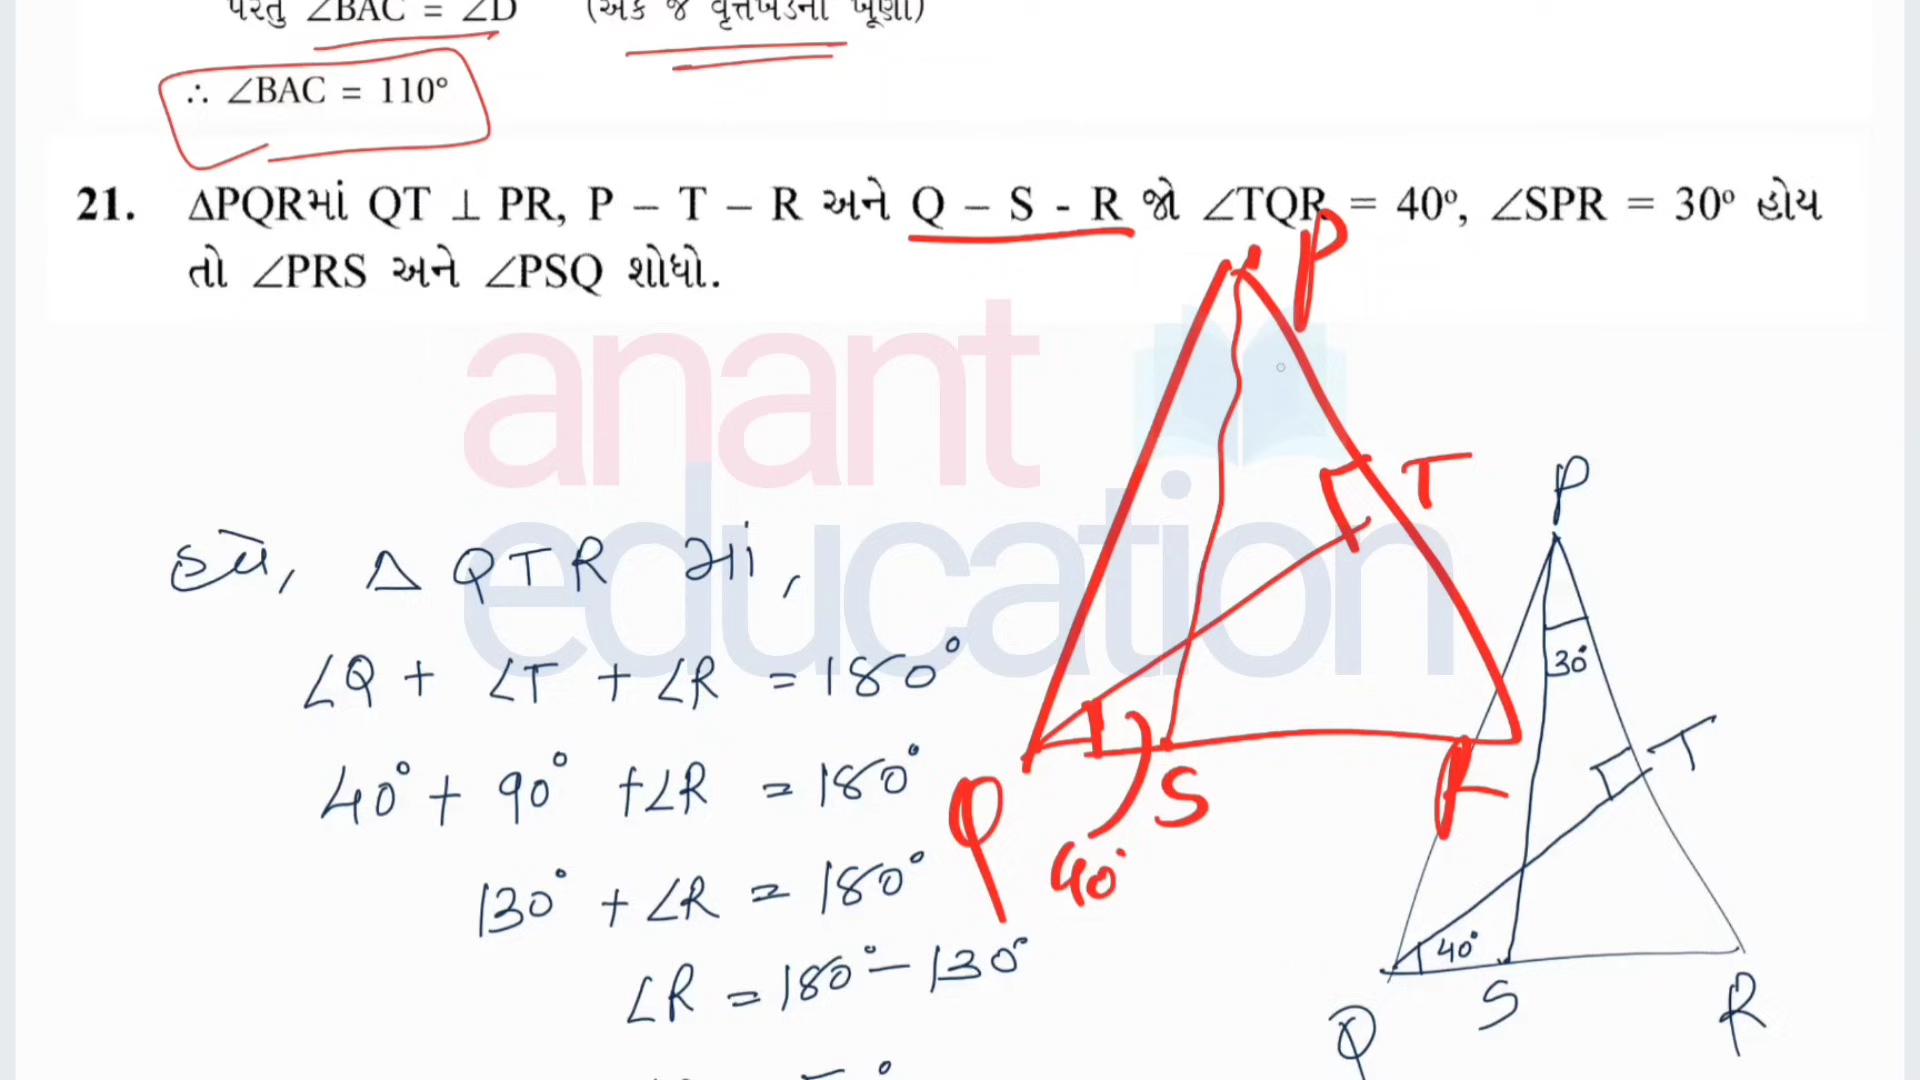 પરંતુ ∠BAC = ∠D (એક જ વૃત્તખંડના ખૂણા)
∴ ∠BAC = 110°
21. ΔPQRમાં QT ⊥ PR, P – T – R અને Q – S - R જો ∠TQR = 40°, ∠SPR = 30° હોય
તો ∠PRS અને ∠PSQ શોધો.
anant
education
હવે, Δ QTR માં,
∠Q + ∠T + ∠R = 180°
40° + 90° + ∠R = 180°
130° + ∠R = 180°
∠R = 180° – 130°
P
T
Q
S
R
40°
P
30°
T
40°
Q
S
R